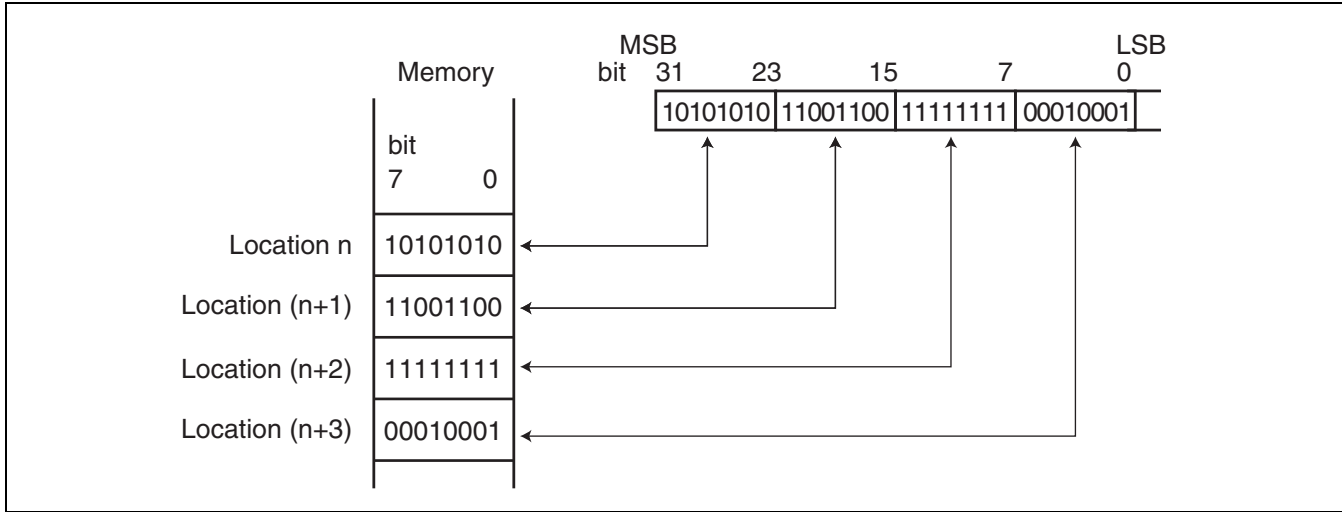 MSB LSB
Memory bit 31 23 15 7 0
10101010 11001100 11111111 00010001
bit
7 0
Location n 10101010
Location (n+1) 11001100
Location (n+2) 11111111
Location (n+3) 00010001